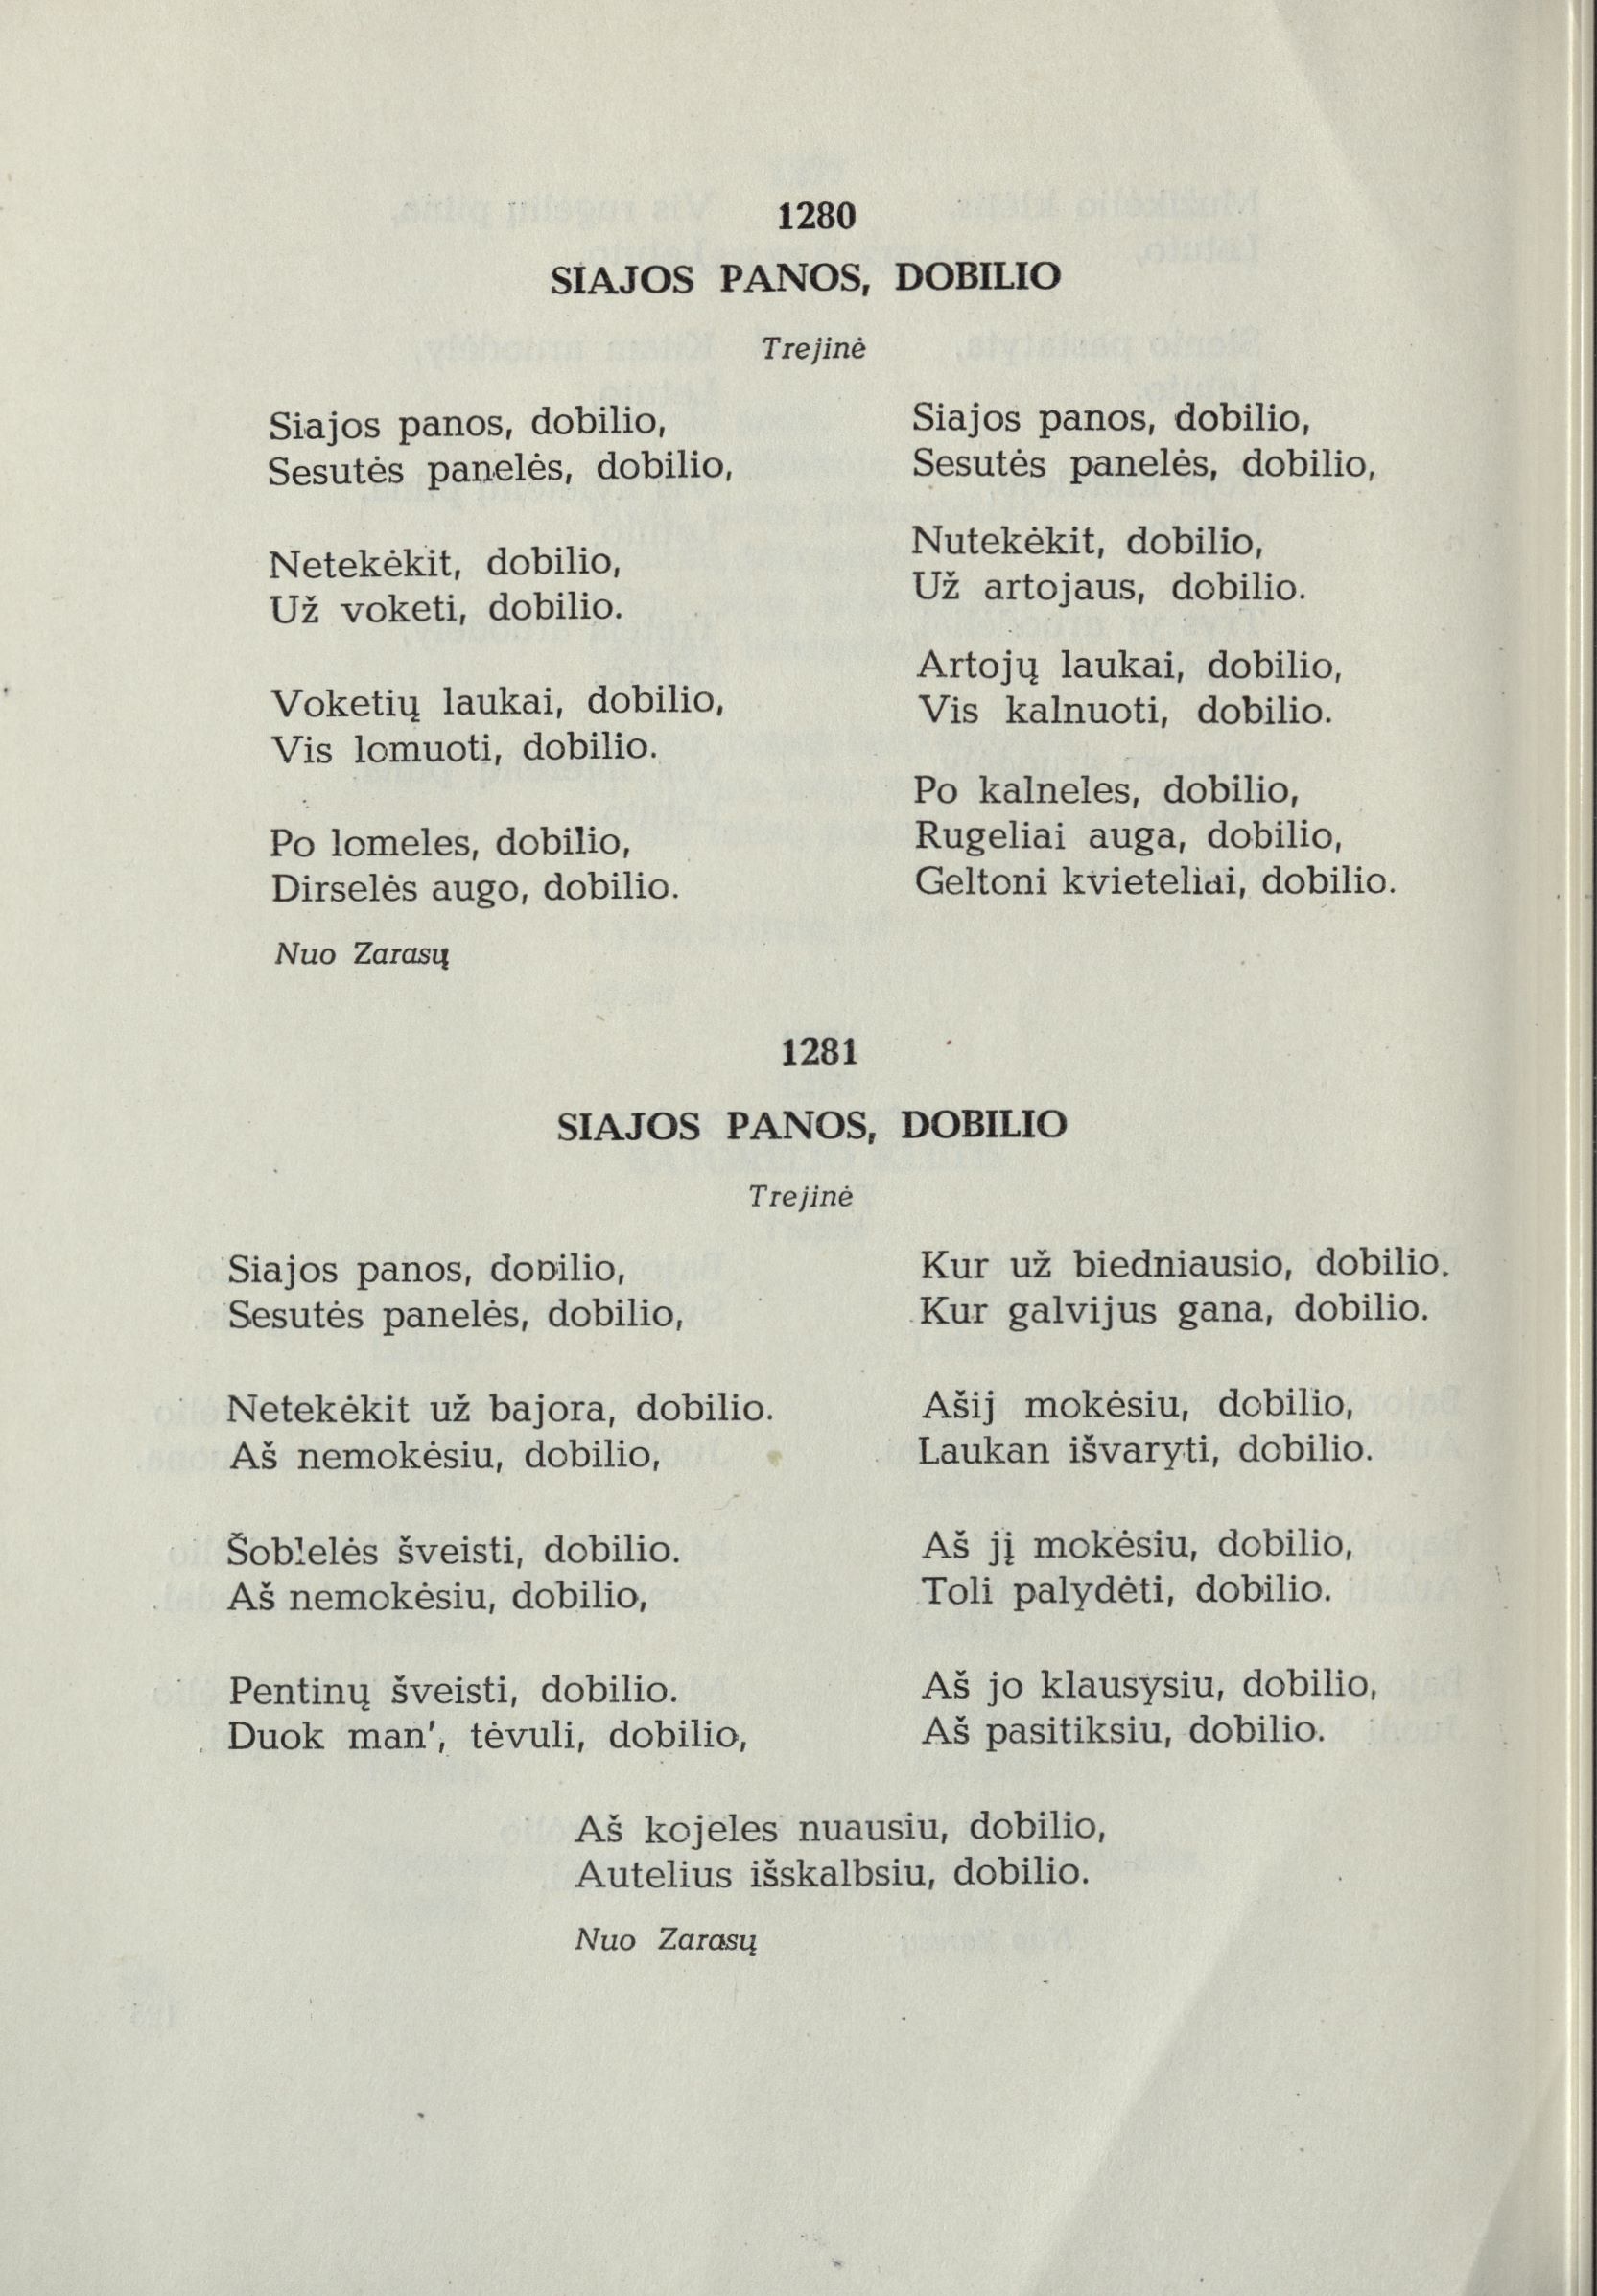 1280
SIAJOS PANOS, DOBILIO
Trejinė
Siajos panos, dobilio,
Sesutės panelės, dobilio,
Netekėkit, dobilio,
Už voketi, dobilio.
Voketių laukai, dobilio,
Vis lomuoti, dobilio.
Po lomeles, dobilio,
Dirselės augo, dobilio.
Siajos panos, dobilio,
Sesutės panelės, dobilio,
Nutekėkit, dobilio,
Už artojaus, dobilio.
Artojų laukai, dobilio,
Vis kalnuoti, dobilio.
Po kalneles, dobilio,
Rugeliai auga, dobilio,
Geltoni kvieteliai, dobilio.
Nuo Zarasų
1281
SIAJOS PANOS, DOBILIO
Trejinė
Siajos panos, dobilio,
Sesutės panelės, dobilio,
Netekėkit už bajora, dobilio.
Aš nemokėsiu, dobilio,
Šoblelės šveisti, dobilio.
Aš nemokėsiu, dobilio,
Pentinų šveisti, dobilio.
Duok man', tėvuli, dobilio,
Kur už biedniausio, dobilio.
Kur galvijus gana, dobilio.
Ašij mokėsiu, dobilio,
Laukan išvaryti, dobilio.
Aš jį mokėsiu, dobilio,
Toli palydėti, dobilio.
Aš jo klausysiu, dobilio,
Aš pasitiksiu, dobilio.
Aš kojeles nuausiu, dobilio,
Autelius išskalbsiu, dobilio.
Nuo Zarasų